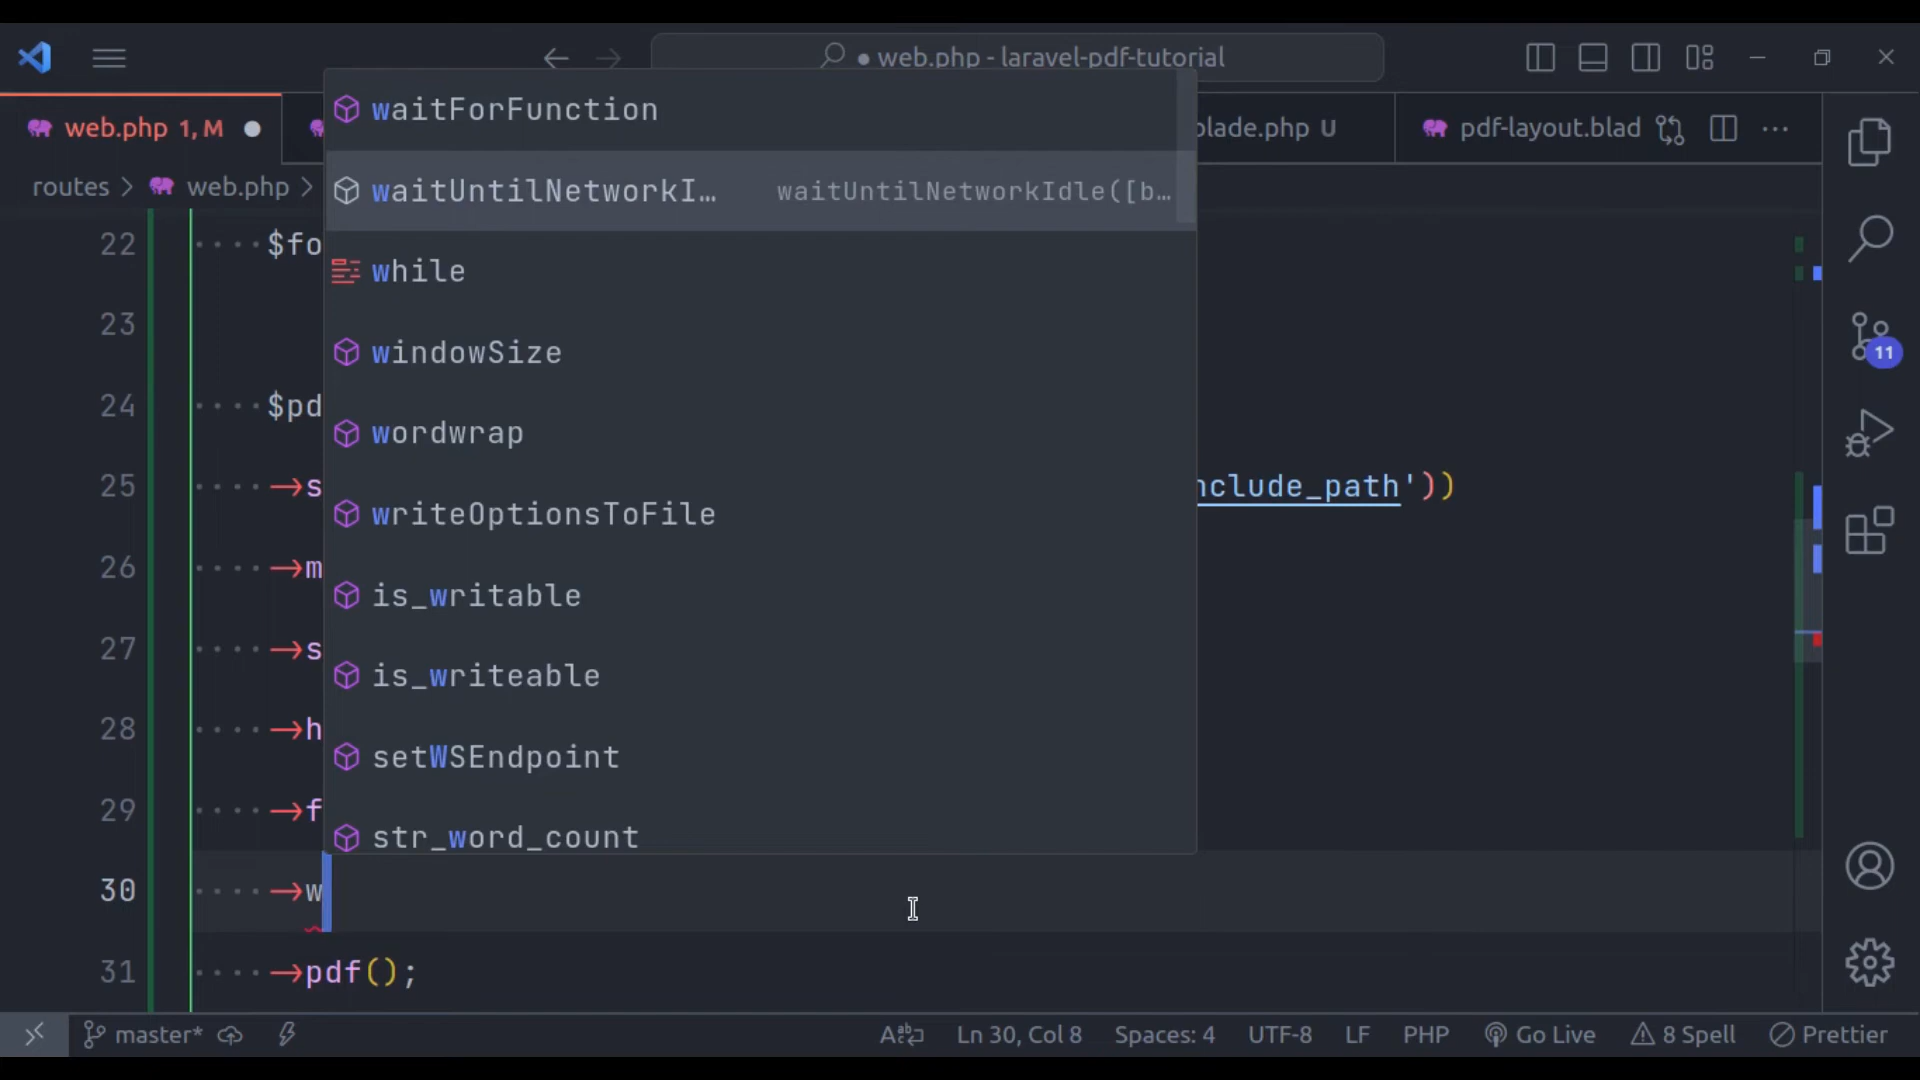 web.php - laravel-pdf-tutorial
web.php 1, M
blade.php U
pdf-layout.blad
routes > web.php >
waitForFunction
waitUntilNetworkI… waitUntilNetworkIdle([b…
while
windowSize
wordwrap
writeOptionsToFile
is_writable
is_writeable
setWSEndpoint
str_word_count
22 $fo
23
24 $pd
25 ->s nclude_path'))
26 ->m
27 ->s
28 ->h
29 ->f
30 ->w
31 ->pdf();
11
master* Ln 30, Col 8 Spaces: 4 UTF-8 LF PHP Go Live 8 Spell Prettier